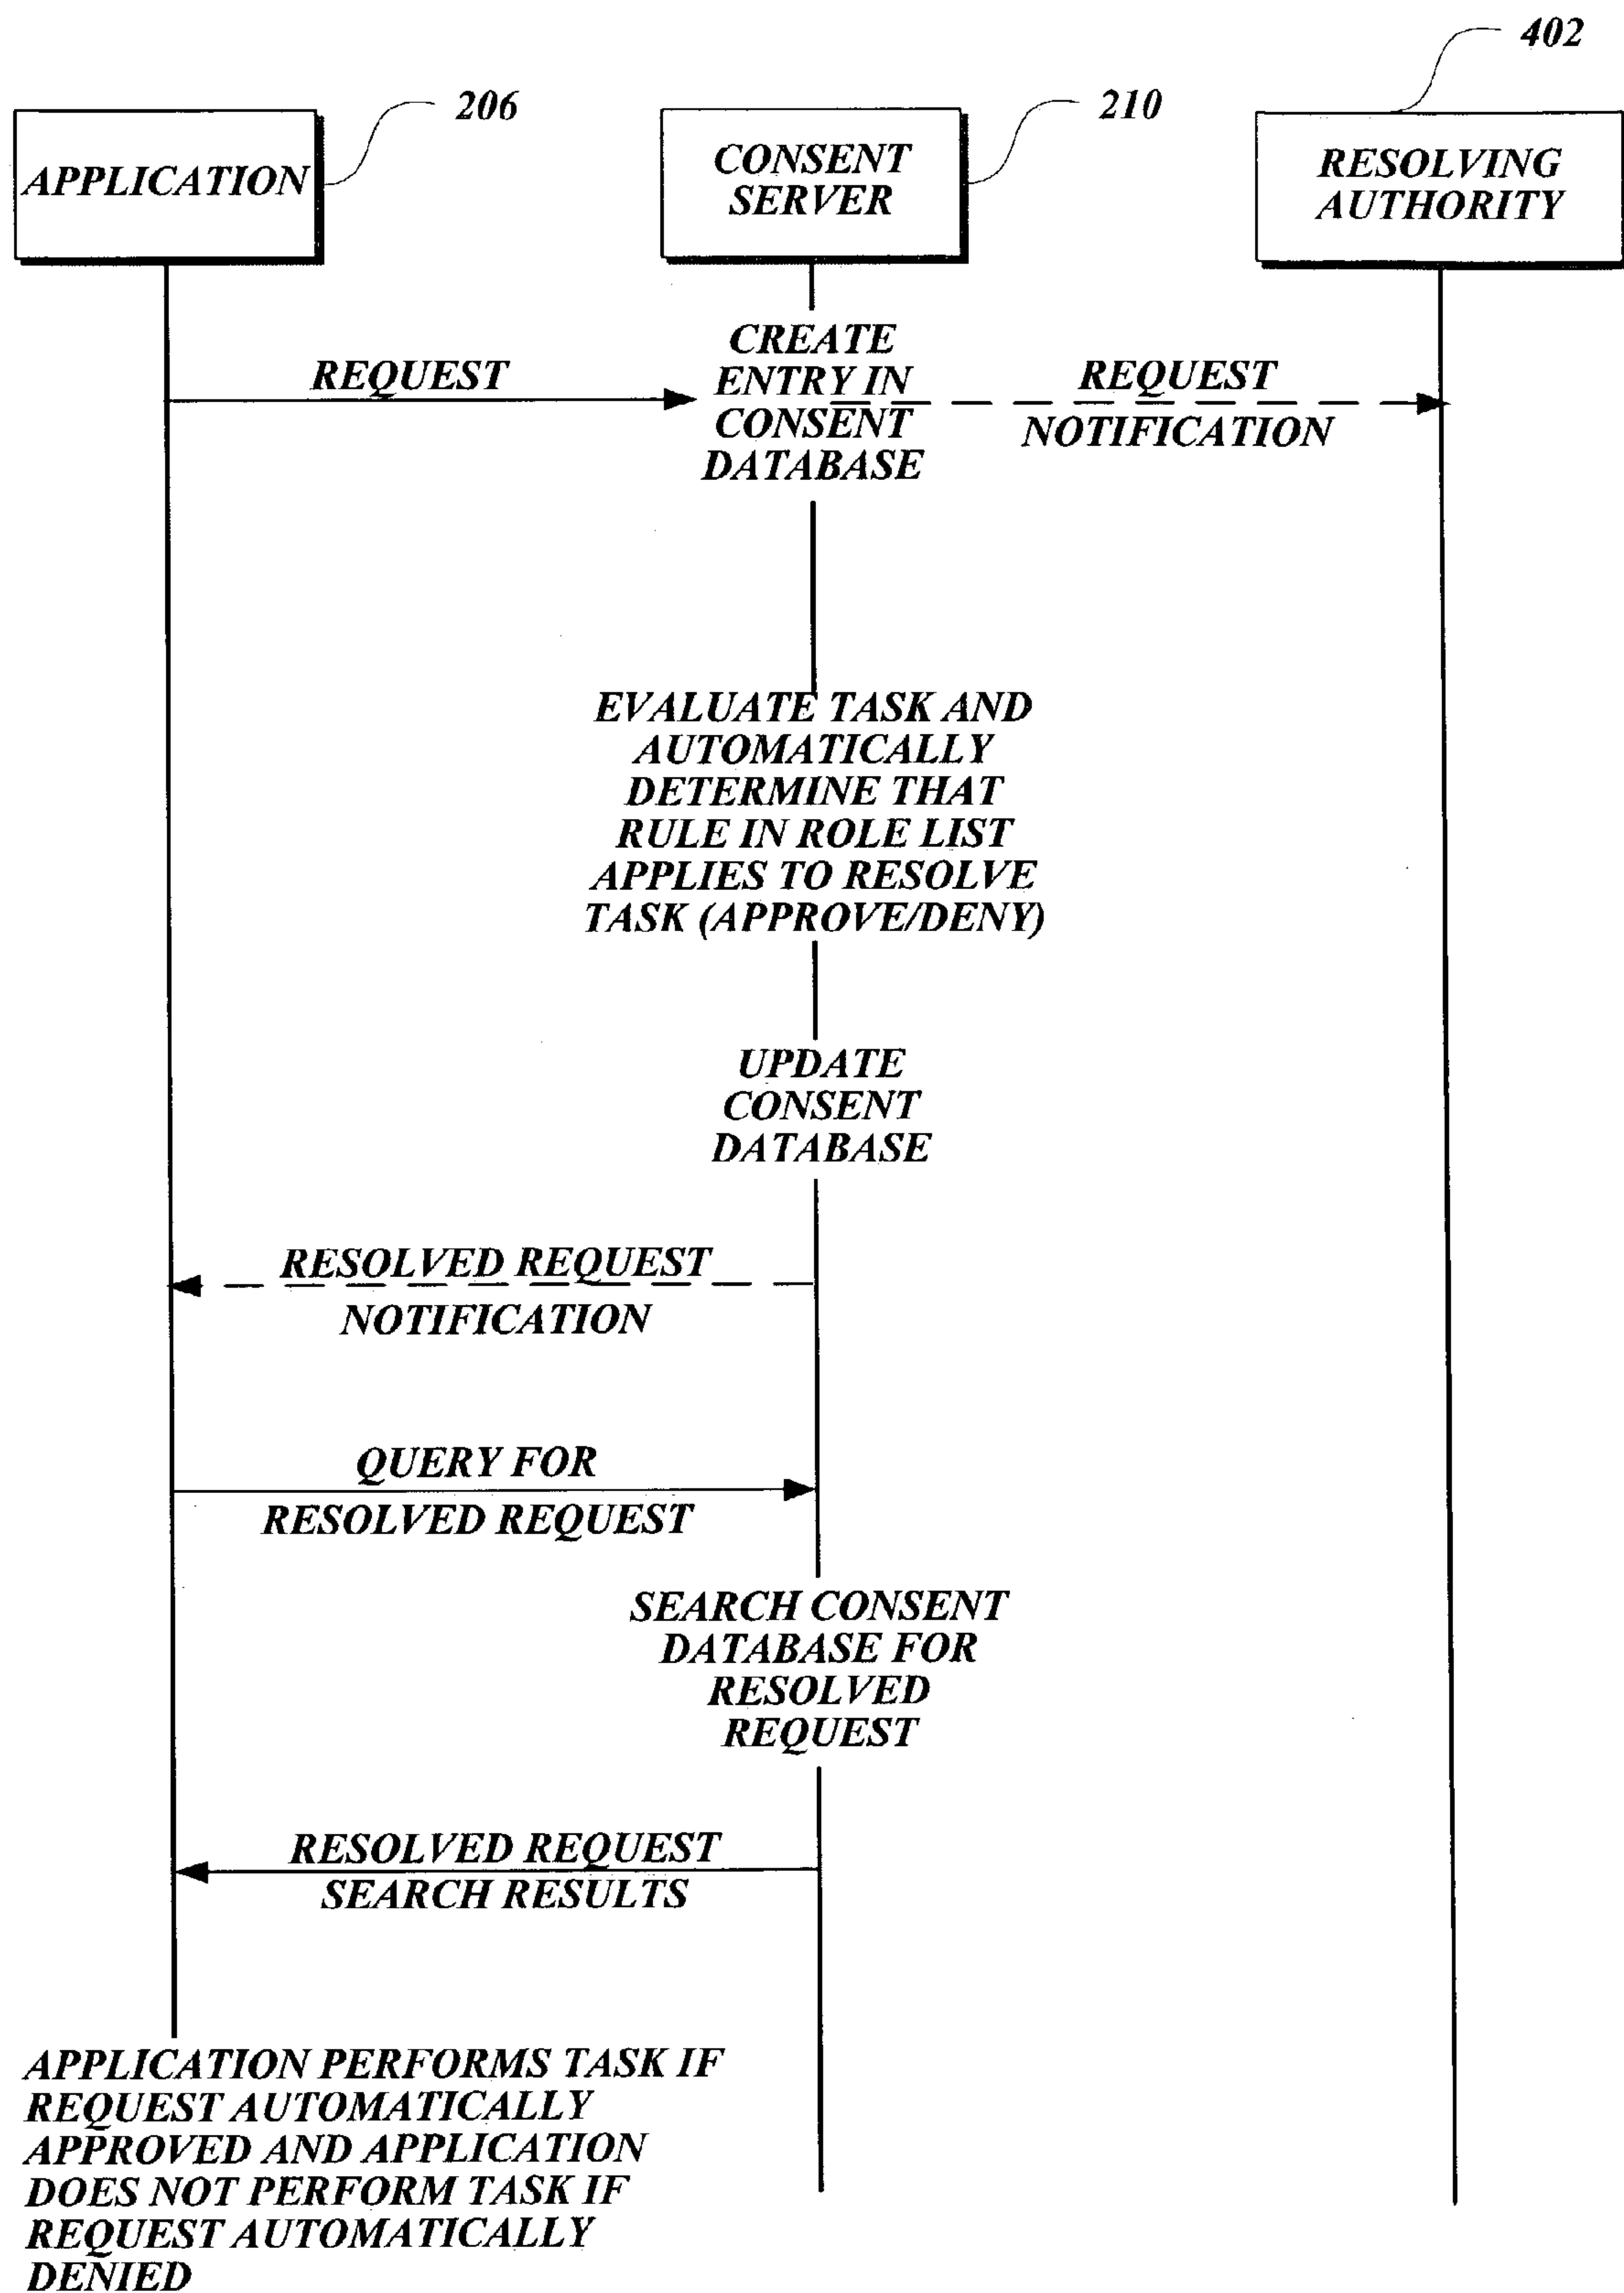 402
206
210
APPLICATION
CONSENT
SERVER
RESOLVING
AUTHORITY
REQUEST
CREATE
ENTRY IN
CONSENT
DATABASE
REQUEST
NOTIFICATION
EVALUATE TASK AND
AUTOMATICALLY
DETERMINE THAT
RULE IN ROLE LIST
APPLIES TO RESOLVE
TASK (APPROVE/DENY)
UPDATE
CONSENT
DATABASE
RESOLVED REQUEST
NOTIFICATION
QUERY FOR
RESOLVED REQUEST
SEARCH CONSENT
DATABASE FOR
RESOLVED
REQUEST
RESOLVED REQUEST
SEARCH RESULTS
APPLICATION PERFORMS TASK IF
REQUEST AUTOMATICALLY
APPROVED AND APPLICATION
DOES NOT PERFORM TASK IF
REQUEST AUTOMATICALLY
DENIED